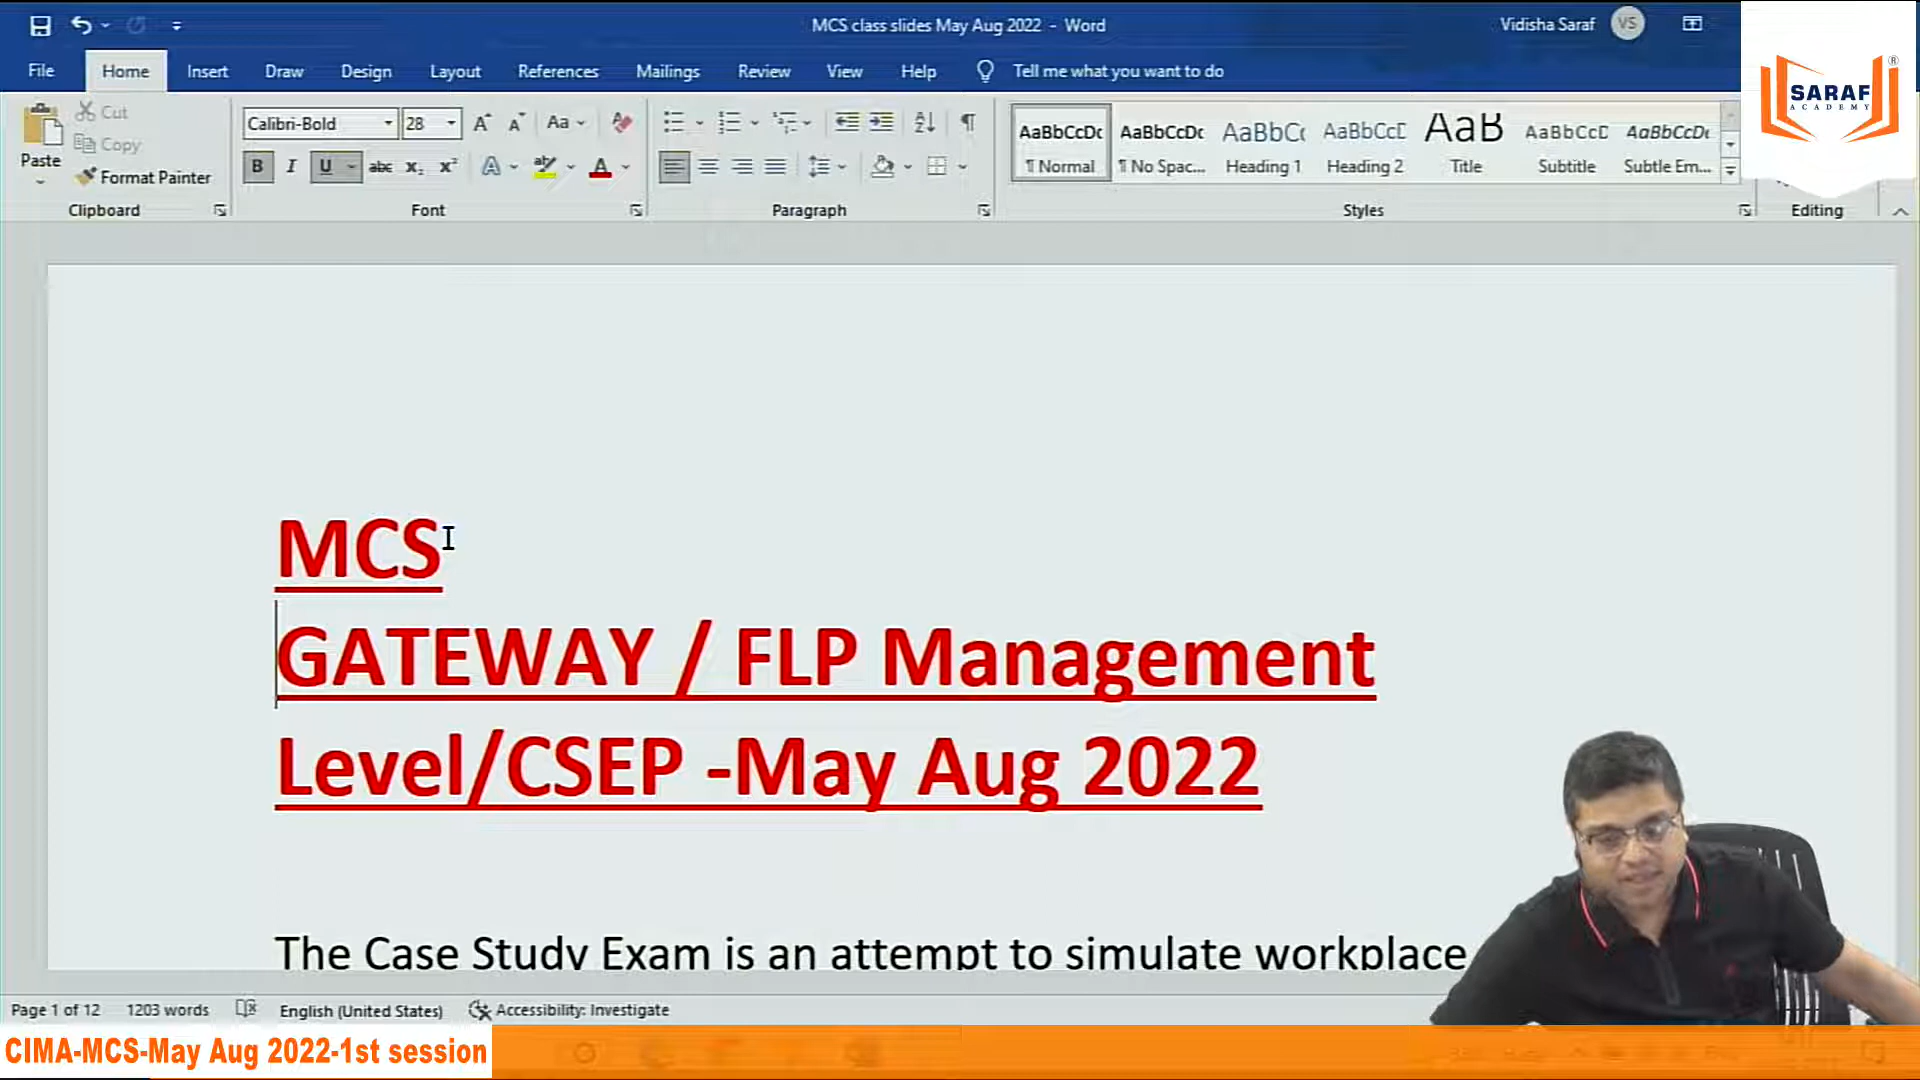 MCS class slides May Aug 2022 - Word
Vidisha Saraf
VS
File Home Insert Draw Design Layout References Mailings Review View Help Tell me what you want to do
SARAF
ACADEMY
®
Paste
Cut
Copy
Format Painter
Clipboard
Calibri-Bold 28
Aa
B I U abc X₂ X²
A
Font
Paragraph
AaBbCcDc AaBbCcDc AaBbC( AaBbCcD AaB AaBbCcD AaBbCcDc
¶ Normal ¶ No Spac... Heading 1 Heading 2 Title Subtitle Subtle Em...
Styles
Editing
MCS
GATEWAY / FLP Management
Level/CSEP -May Aug 2022
The Case Study Exam is an attempt to simulate workplace
Page 1 of 12 1203 words English (United States) Accessibility: Investigate
CIMA-MCS-May Aug 2022-1st session